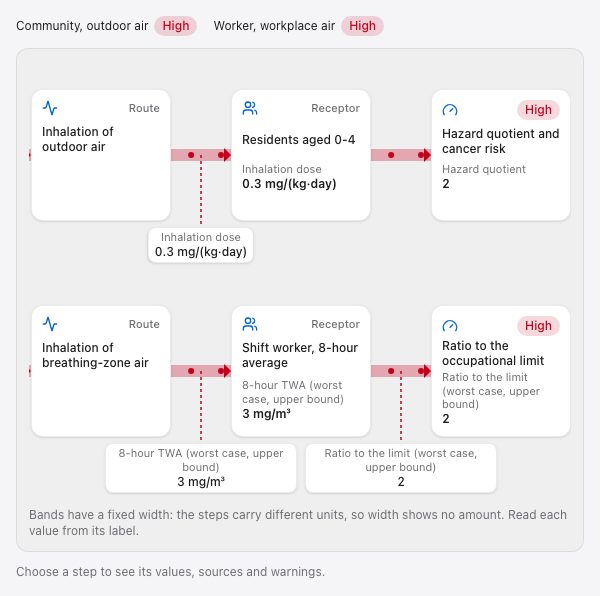 Community, outdoor air High Worker, workplace air High
Route
Inhalation of
outdoor air
Receptor
Residents aged 0-4
Inhalation dose
0.3 mg/(kg·day)
High
Hazard quotient and
cancer risk
Hazard quotient
2
Inhalation dose
0.3 mg/(kg·day)
Route
Inhalation of
breathing-zone air
Receptor
Shift worker, 8-hour
average
8-hour TWA (worst
case, upper bound)
3 mg/m³
High
Ratio to the
occupational limit
Ratio to the limit
(worst case, upper
bound)
2
8-hour TWA (worst case, upper
bound)
3 mg/m³
Ratio to the limit (worst case,
upper bound)
2
Bands have a fixed width: the steps carry different units, so width shows no amount. Read each
value from its label.
Choose a step to see its values, sources and warnings.